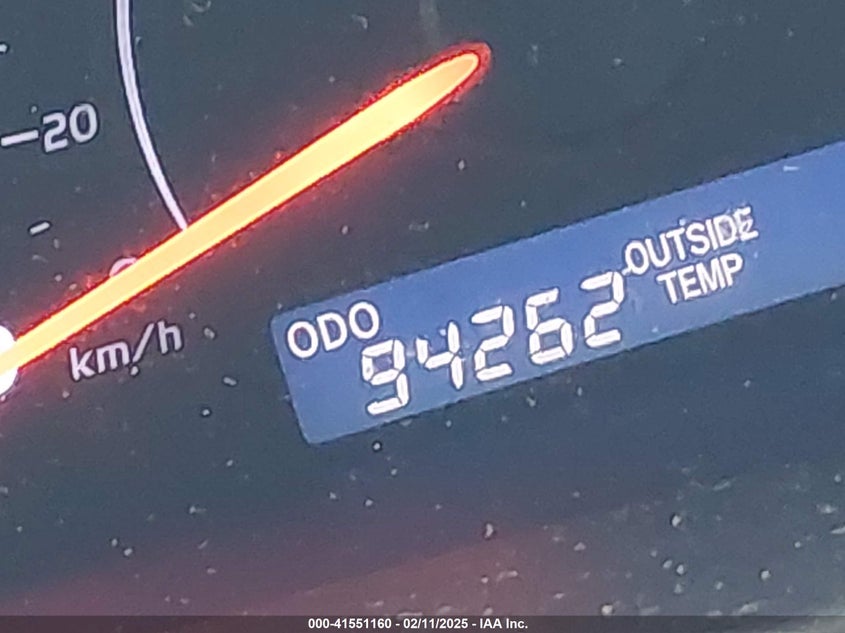 20
km/h
ODO
94262
OUTSIDE
TEMP
000-41551160 - 02/11/2025 - IAA Inc.